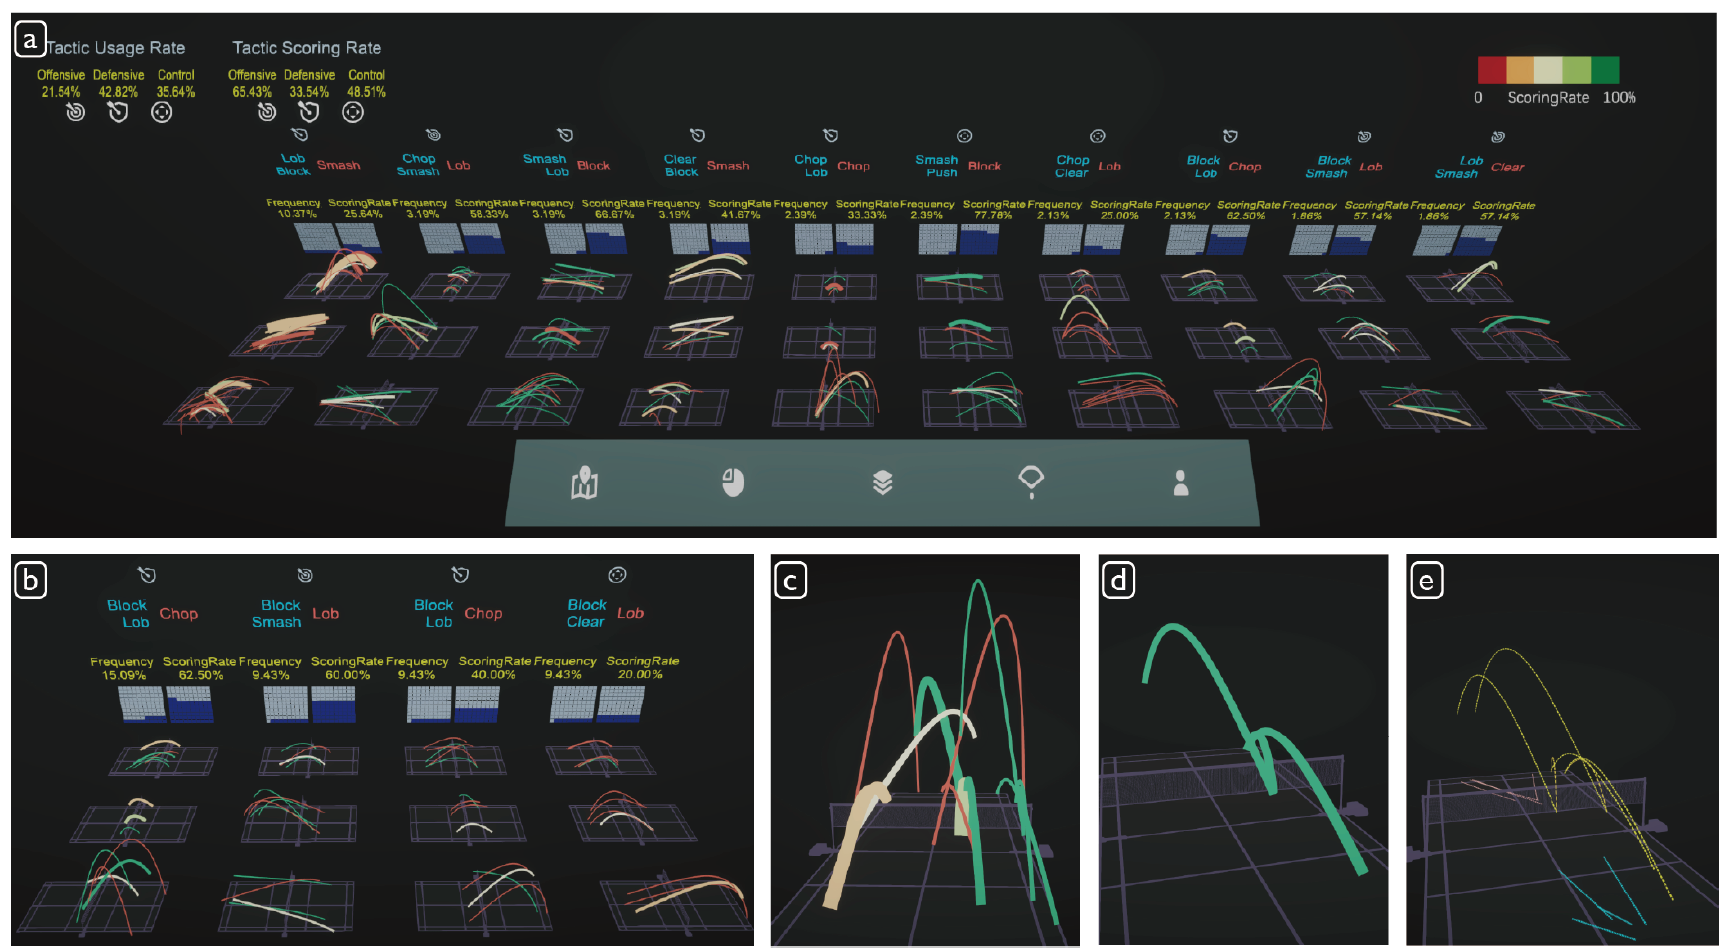 a
Tactic Usage Rate
Tactic Scoring Rate
Offensive Defensive Control
21.54% 42.82% 35.64%
Offensive Defensive Control
65.43% 33.54% 48.51%
0 ScoringRate 100%
Lob Block Smash
Chop Smash Lob
Smash Lob Block
Clear Block Smash
Chop Lob Chop
Smash Push Block
Chop Clear Lob
Block Lob Chop
Block Smash Lob
Lob Smash Clear
Frequency ScoringRate Frequency ScoringRate Frequency ScoringRate Frequency ScoringRate Frequency ScoringRate Frequency ScoringRate Frequency ScoringRate Frequency ScoringRate Frequency ScoringRate Frequency ScoringRate
10.37% 25.64% 3.19% 58.33% 3.19% 66.67% 3.19% 41.67% 2.39% 33.33% 2.39% 77.78% 2.13% 25.00% 2.13% 62.50% 1.86% 57.14% 1.86% 57.14%
b
Block Lob Chop
Block Smash Lob
Block Lob Chop
Block Clear Lob
Frequency ScoringRate Frequency ScoringRate Frequency ScoringRate Frequency ScoringRate
15.09% 62.50% 9.43% 60.00% 9.43% 40.00% 9.43% 20.00%
c
d
e